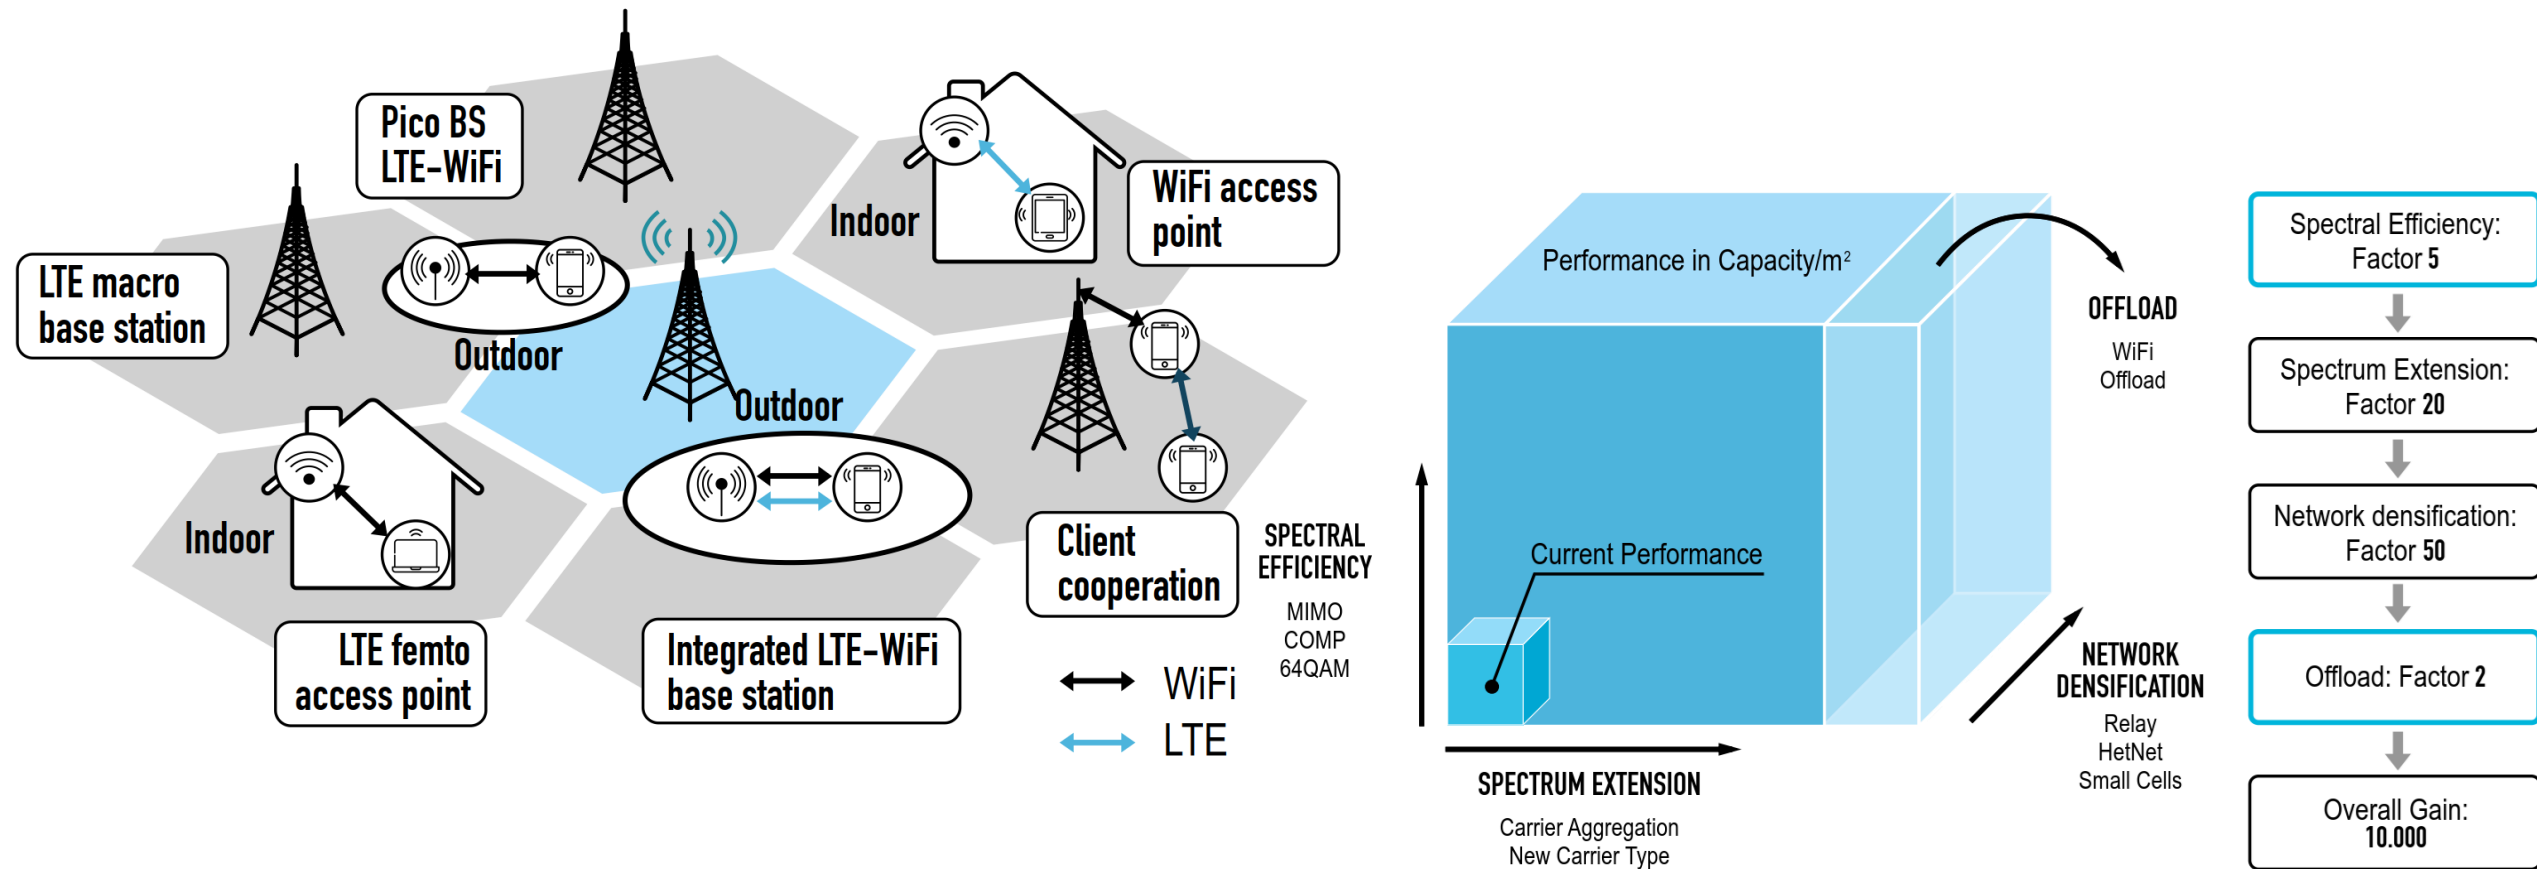 Pico BS
LTE-WiFi
Indoor
WiFi access
point
LTE macro
base station
Outdoor
Outdoor
Indoor
LTE femto
access point
Integrated LTE-WiFi
base station
Client
cooperation
WiFi
LTE
SPECTRAL
EFFICIENCY
MIMO
COMP
64QAM
Performance in Capacity/m²
Current Performance
SPECTRUM EXTENSION
Carrier Aggregation
New Carrier Type
OFFLOAD
WiFi
Offload
NETWORK
DENSIFICATION
Relay
HetNet
Small Cells
Spectral Efficiency:
Factor 5
Spectrum Extension:
Factor 20
Network densification:
Factor 50
Offload: Factor 2
Overall Gain:
10.000